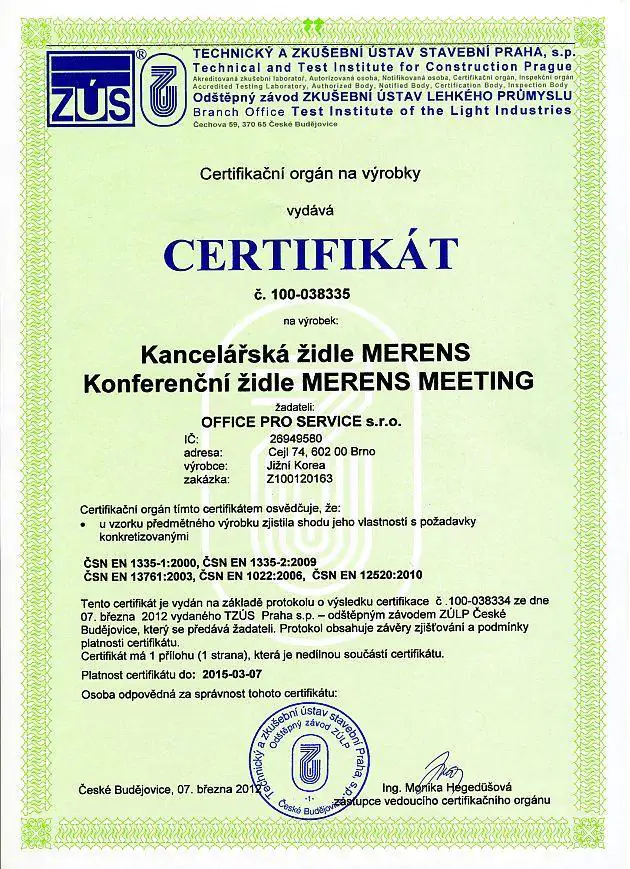 ZÚS
®
TECHNICKÝ A ZKUŠEBNÍ ÚSTAV STAVEBNÍ PRAHA, s.p.
Technical and Test Institute for Construction Prague
Akreditovaná zkušební laboratoř, Autorizovaná osoba, Notifikovaná osoba, Certifikační orgán, Inspekční orgán
Accredited Testing Laboratory, Authorized Body, Notified Body, Certification Body, Inspection Body
Odštěpný závod ZKUŠEBNÍ ÚSTAV LEHKÉHO PRŮMYSLU
Branch Office Test Institute of the Light Industries
Čechova 59, 370 65 České Budějovice
Certifikační orgán na výrobky
vydává
CERTIFIKÁT
č. 100-038335
na výrobek:
Kancelářská židle MERENS
Konferenční židle MERENS MEETING
žadateli:
OFFICE PRO SERVICE s.r.o.
IČ: 26949580
adresa: Cejl 74, 602 00 Brno
výrobce: Jižní Korea
zakázka: Z100120163
Certifikační orgán tímto certifikátem osvědčuje, že:
• u vzorku předmětného výrobku zjistila shodu jeho vlastností s požadavky
konkretizovanými
ČSN EN 1335-1:2000, ČSN EN 1335-2:2009
ČSN EN 13761:2003, ČSN EN 1022:2006, ČSN EN 12520:2010
Tento certifikát je vydán na základě protokolu o výsledku certifikace č .100-038334 ze dne
07. března 2012 vydaného TZÚS Praha s.p. – odštěpným závodem ZÚLP České
Budějovice, který se předává žadateli. Protokol obsahuje závěry zjišťování a podmínky
platnosti certifikátu.
Certifikát má 1 přílohu (1 strana), která je nedílnou součástí certifikátu.
Platnost certifikátu do: 2015-03-07
Osoba odpovědná za správnost tohoto certifikátu:
Technický a zkušební ústav stavební Praha, s.p.
Odštěpný závod ZÚLP
-1-
České Budějovice
České Budějovice, 07. března 2012
Ing. Monika Hegedüšová
zástupce vedoucího certifikačního orgánu